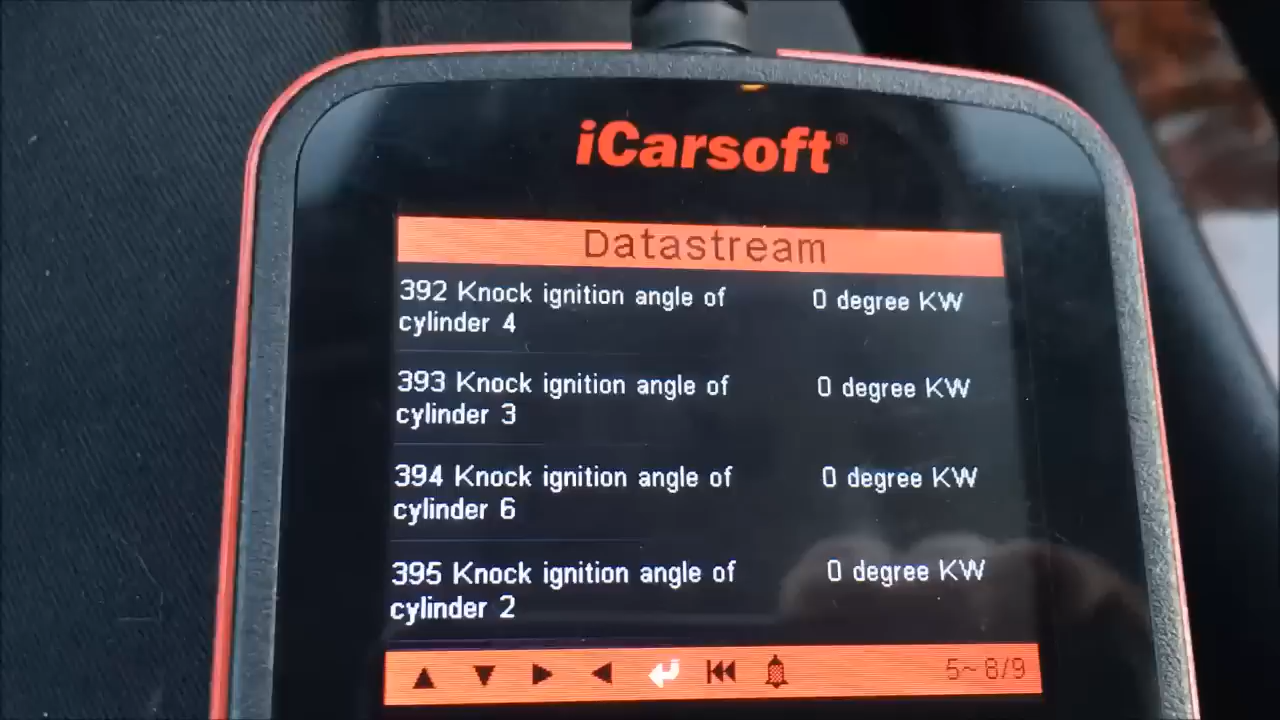 iCarsoft®
Datastream
392 Knock ignition angle of cylinder 4 0 degree KW
393 Knock ignition angle of cylinder 3 0 degree KW
394 Knock ignition angle of cylinder 6 0 degree KW
395 Knock ignition angle of cylinder 2 0 degree KW
5~8/9